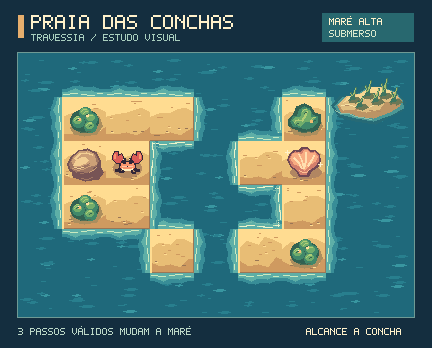 PRAIA DAS CONCHAS
TRAVESSIA / ESTUDO VISUAL
MARÉ ALTA
SUBMERSO
3 PASSOS VÁLIDOS MUDAM A MARÉ
ALCANCE A CONCHA